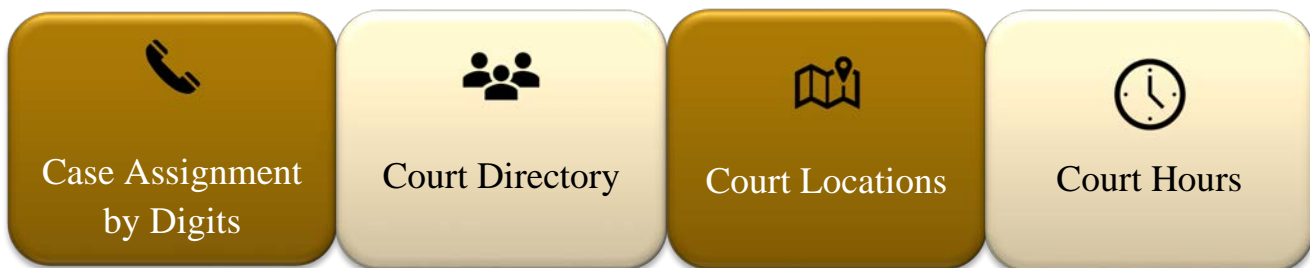 Case Assignment
by Digits
Court Directory
Court Locations
Court Hours